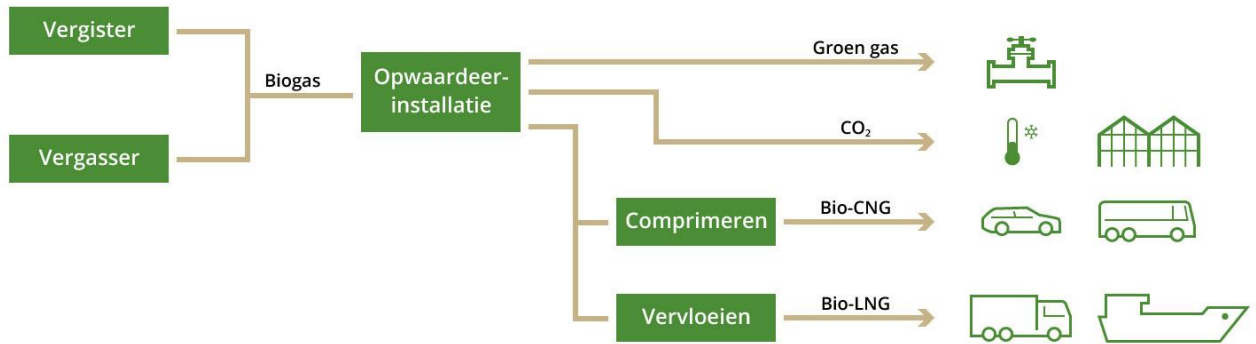 Vergister
Vergasser
Biogas
Opwaardeer-
installatie
Groen gas
CO₂
Comprimeren
Bio-CNG
Vervloeien
Bio-LNG